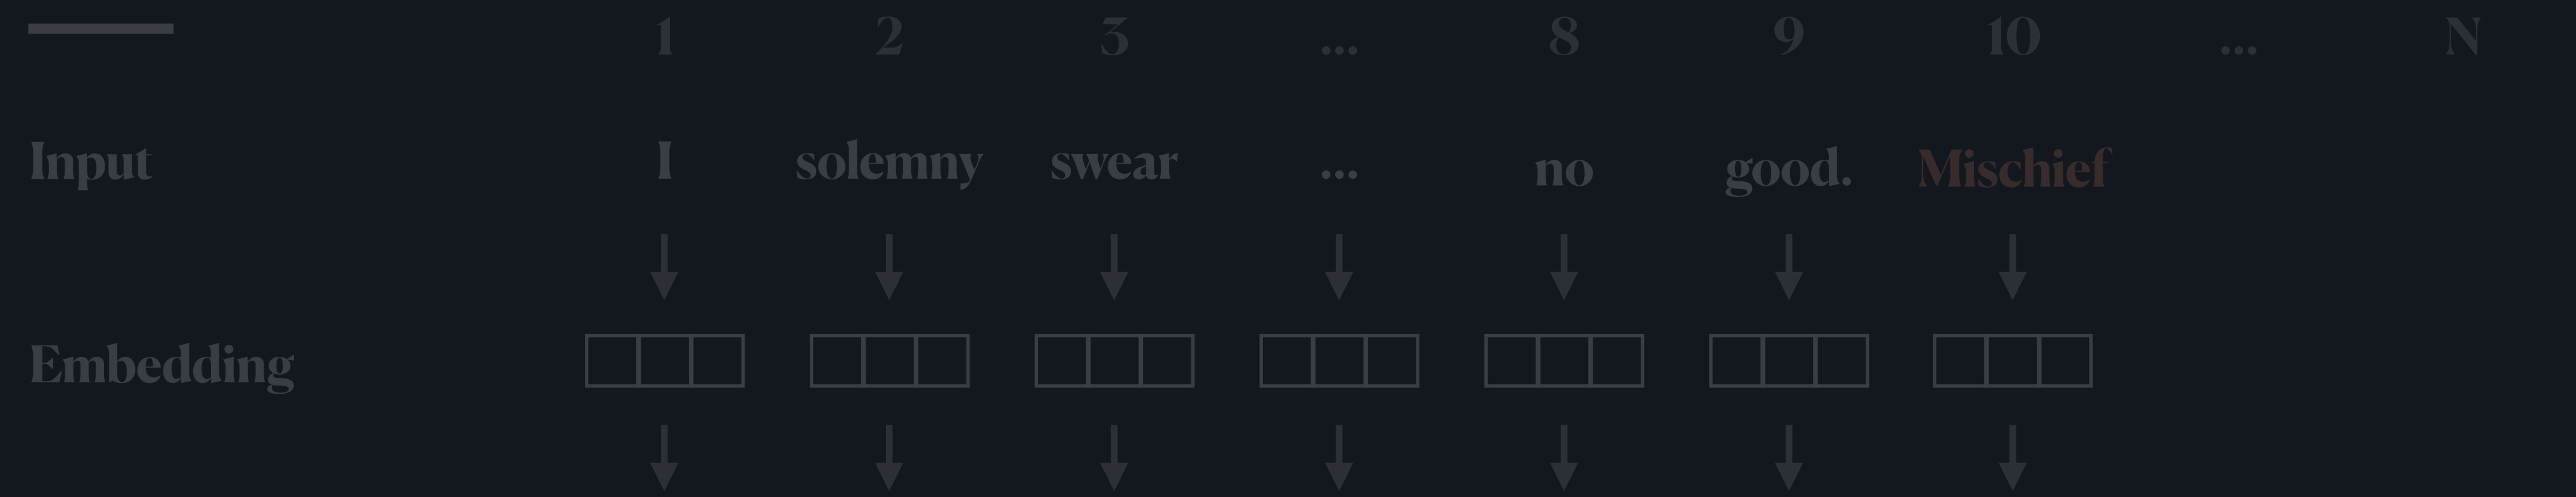 1 2 3 ... 8 9 10 ... N
Input I solemny swear ... no good. Mischief
Embedding